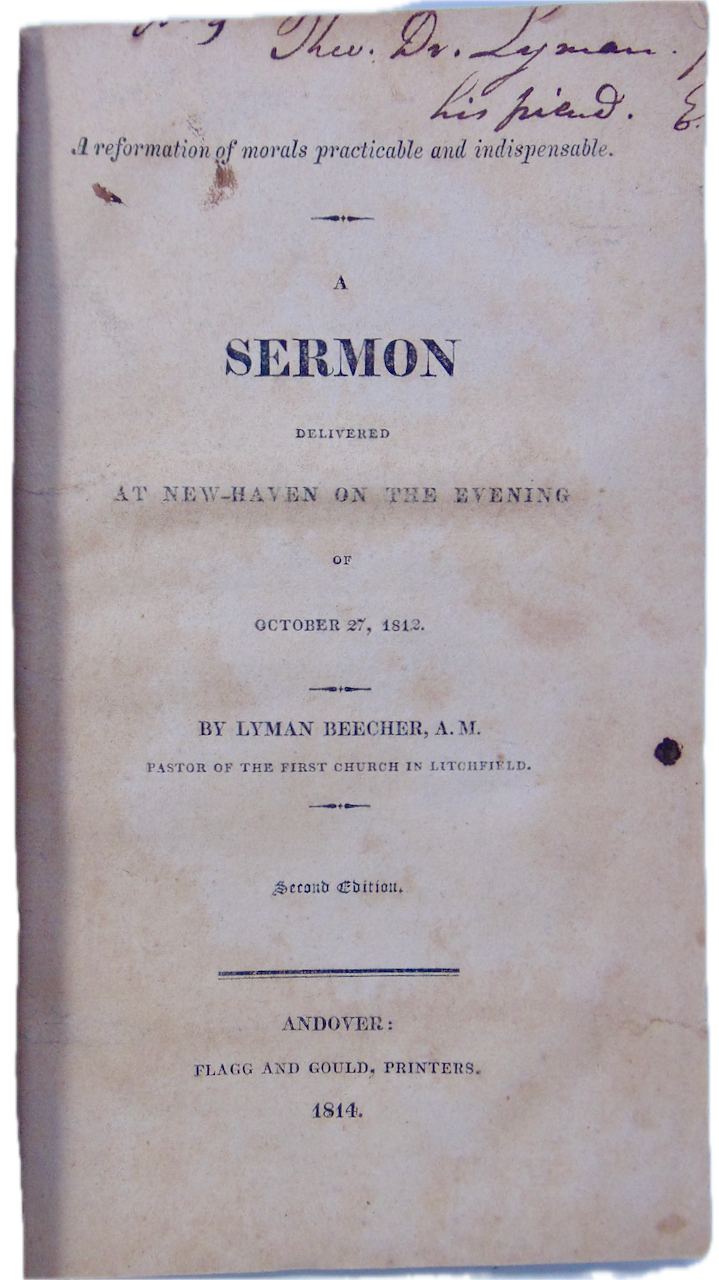 Dr. Lyman.
his friend. E.
A reformation of morals practicable and indispensable.
A
SERMON
DELIVERED
AT NEW-HAVEN ON THE EVENING
OF
OCTOBER 27, 1812.
BY LYMAN BEECHER, A. M.
PASTOR OF THE FIRST CHURCH IN LITCHFIELD.
Second Edition.
ANDOVER:
FLAGG AND GOULD, PRINTERS.
1814.